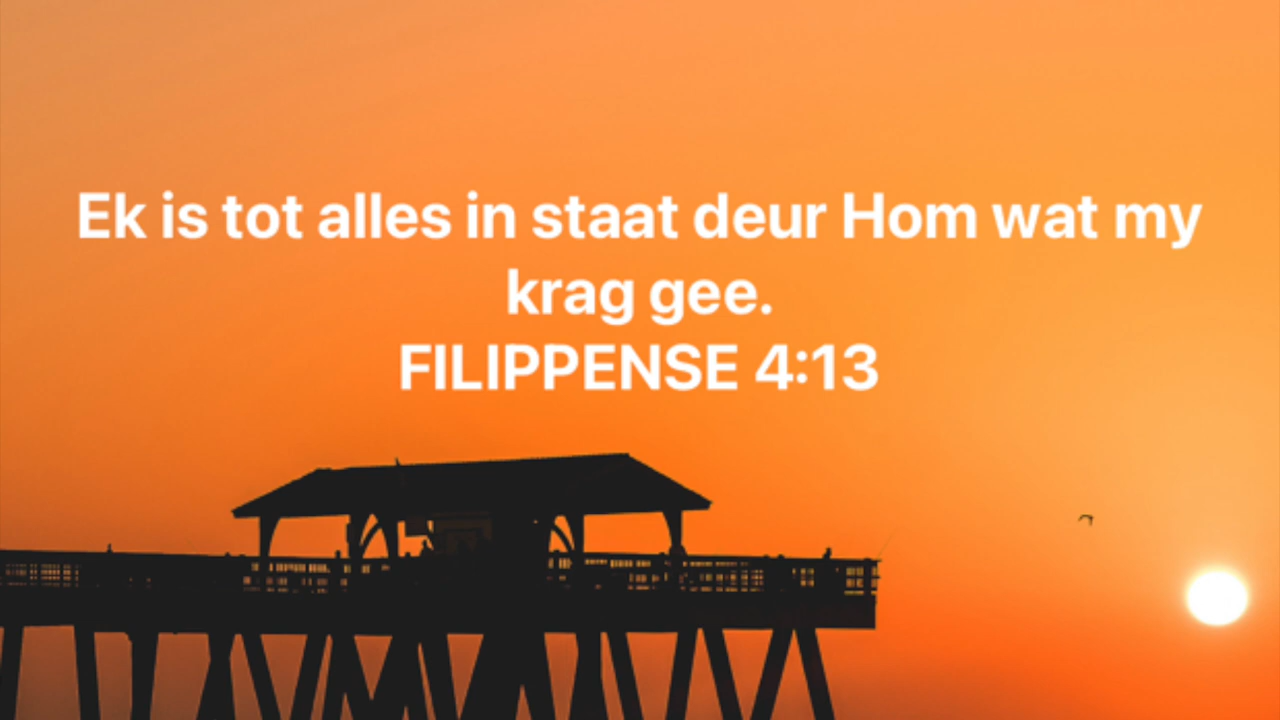 Ek is tot alles in staat deur Hom wat my
krag gee.
FILIPPENSE 4:13